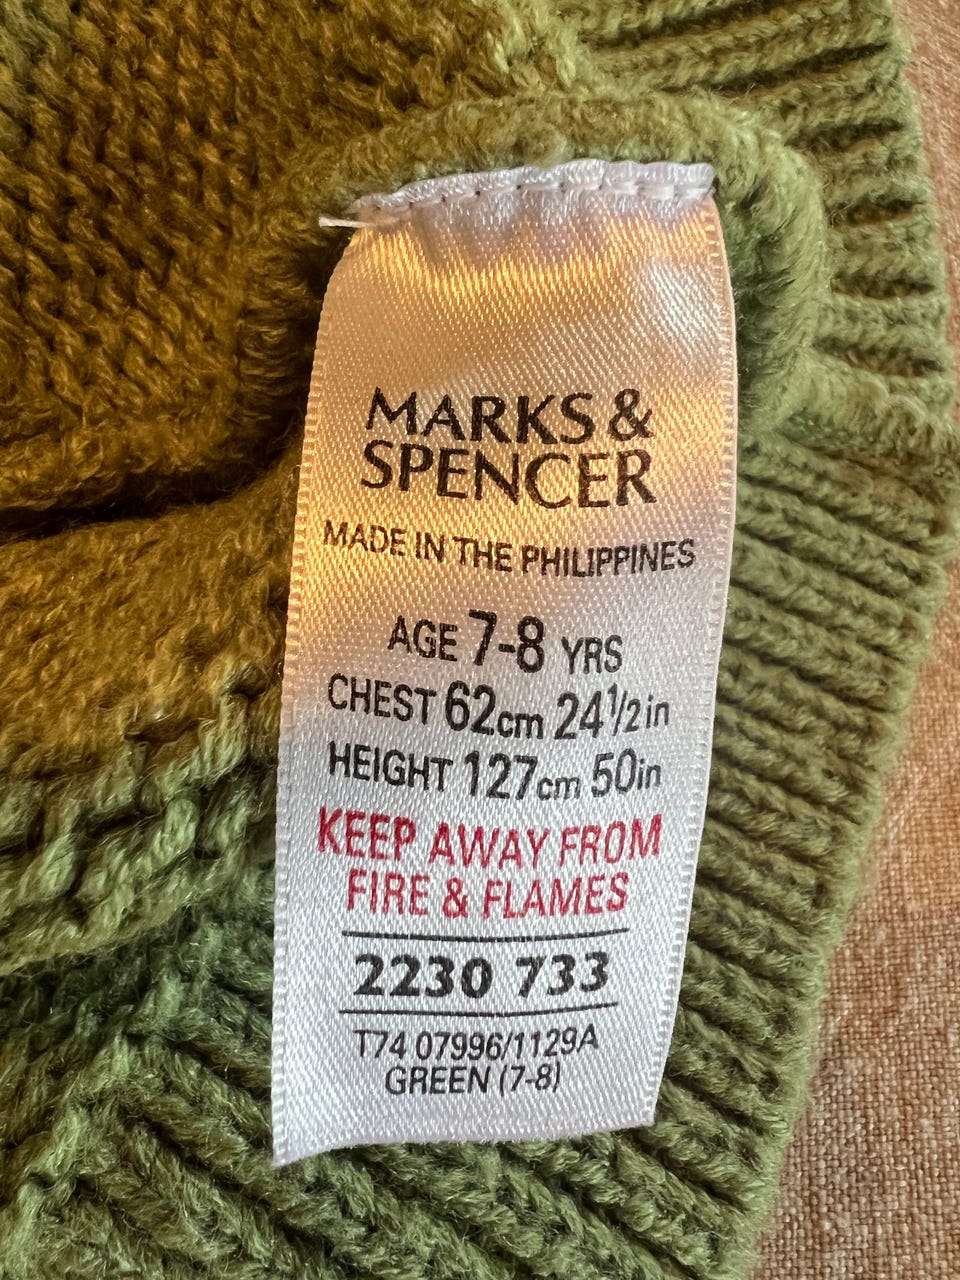 MARKS &
SPENCER
MADE IN THE PHILIPPINES
AGE 7-8 YRS
CHEST 62cm 24½in
HEIGHT 127cm 50in
KEEP AWAY FROM
FIRE & FLAMES
2230 733
T74 07996/1129A
GREEN (7-8)